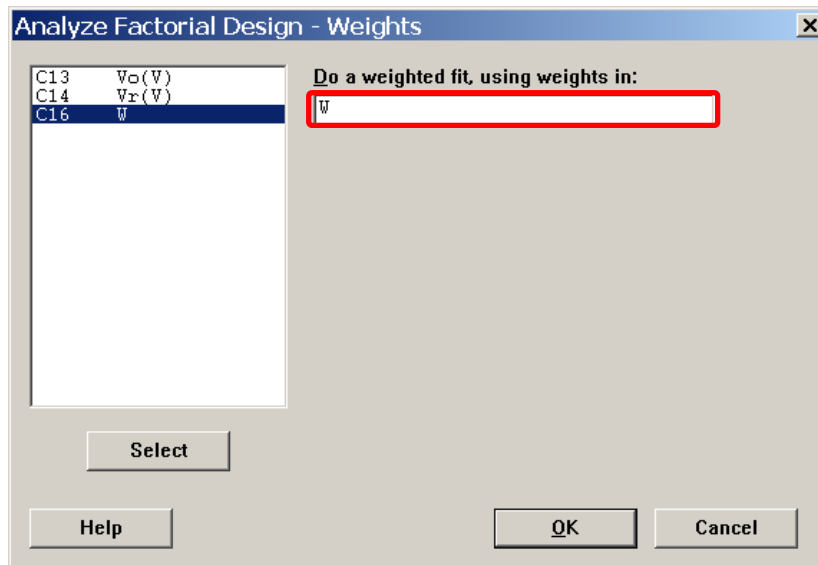 Analyze Factorial Design - Weights
C13 Vo(V)
C14 Vr(V)
C16 W
Do a weighted fit, using weights in:
W
Select
Help
OK
Cancel